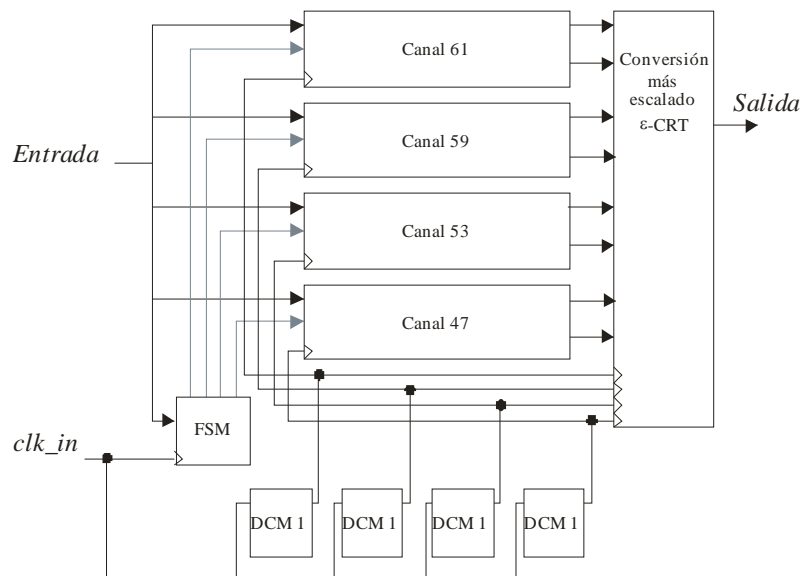 Canal 61
Conversión
más
escalado
ε-CRT
Salida
Canal 59
Entrada
Canal 53
Canal 47
FSM
clk_in
DCM 1
DCM 1
DCM 1
DCM 1